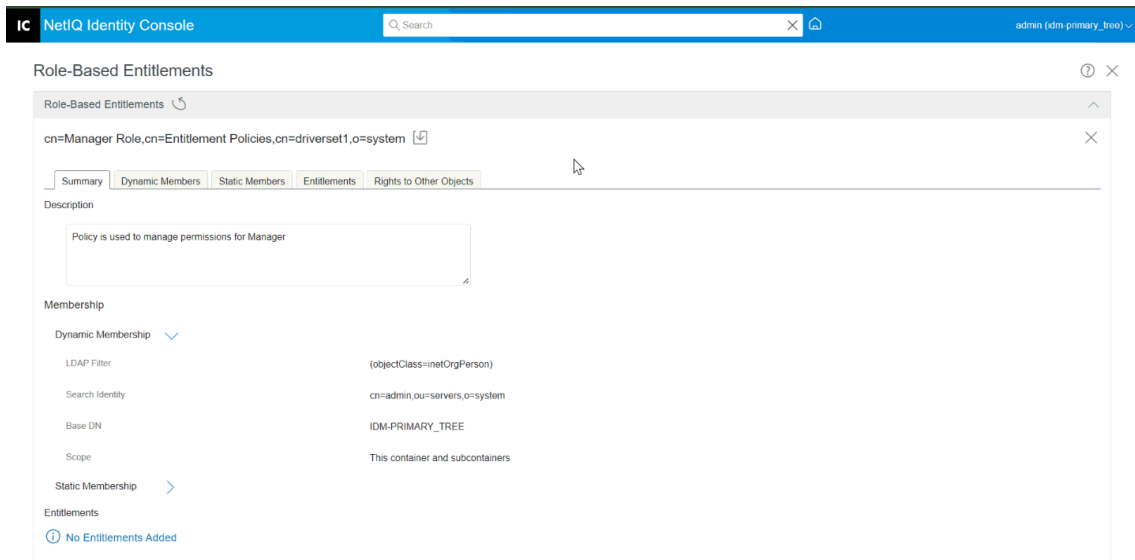 IC NetIQ Identity Console Search admin (idm-primary_tree)
Role-Based Entitlements
Role-Based Entitlements
cn=Manager Role,cn=Entitlement Policies,cn=driverset1,o=system
Summary Dynamic Members Static Members Entitlements Rights to Other Objects
Description
Policy is used to manage permissions for Manager
Membership
Dynamic Membership
LDAP Filter (objectClass=inetOrgPerson)
Search Identity cn=admin,ou=servers,o=system
Base DN IDM-PRIMARY_TREE
Scope This container and subcontainers
Static Membership
Entitlements
No Entitlements Added